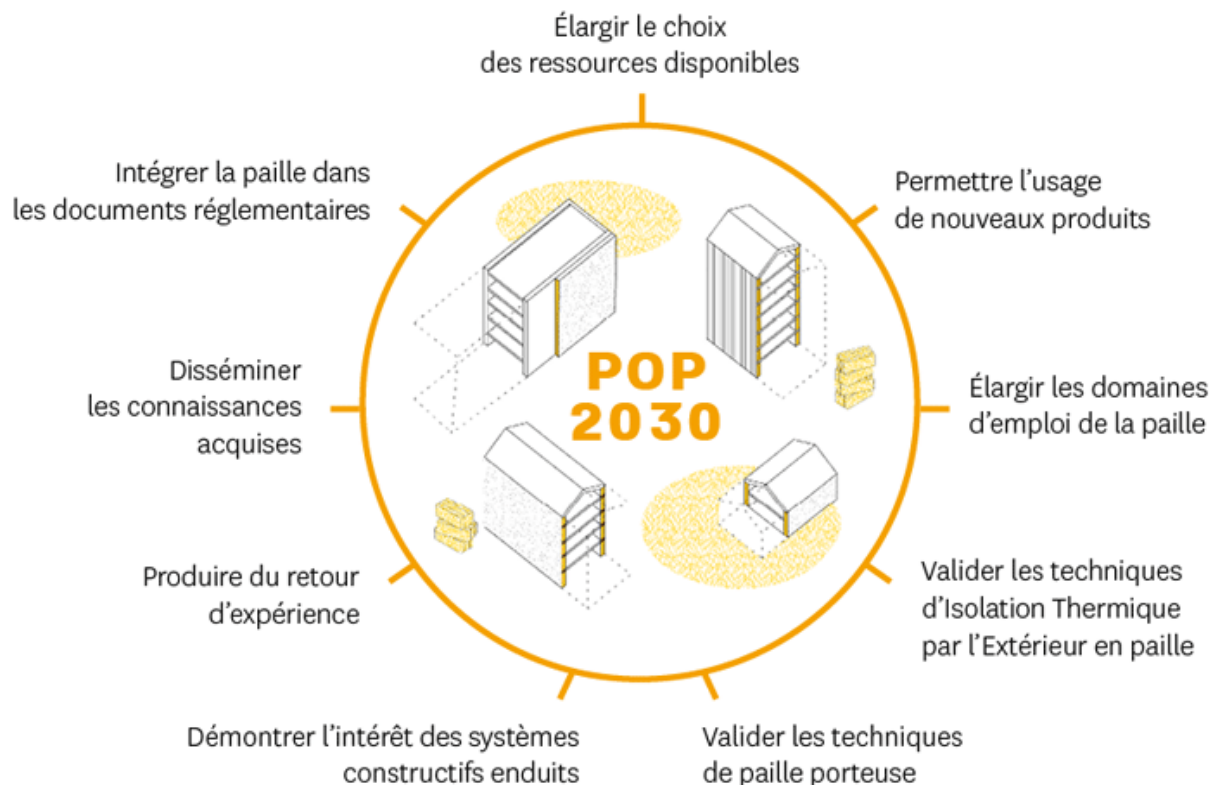 Élargir le choix
des ressources disponibles
Permettre l'usage
de nouveaux produits
Élargir les domaines
d'emploi de la paille
Valider les techniques
d'Isolation Thermique
par l'Extérieur en paille
Valider les techniques
de paille porteuse
Démontrer l'intérêt des systèmes
constructifs enduits
Produire du retour
d'expérience
Disséminer
les connaissances
acquises
Intégrer la paille dans
les documents réglementaires
POP
2030